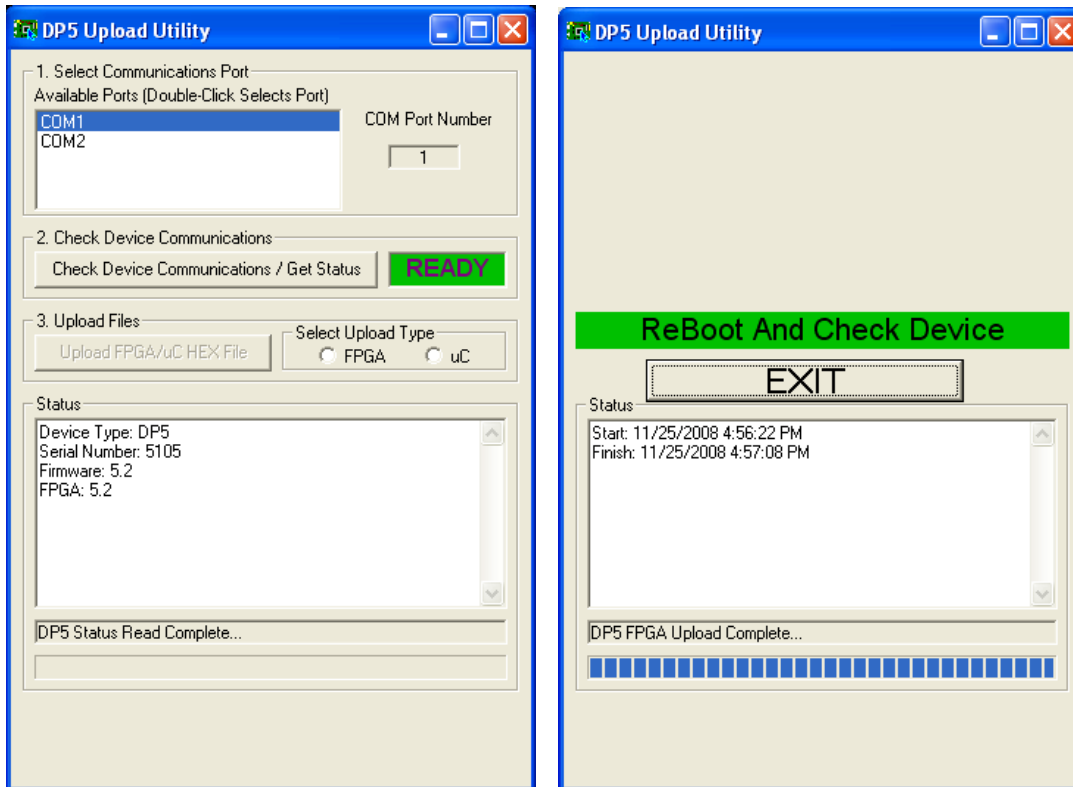 DP5 Upload Utility
1. Select Communications Port
Available Ports (Double-Click Selects Port)
COM1
COM2
COM Port Number
1
2. Check Device Communications
Check Device Communications / Get Status
READY
3. Upload Files
Upload FPGA/uC HEX File
Select Upload Type
FPGA
uC
Status
Device Type: DP5
Serial Number: 5105
Firmware: 5.2
FPGA: 5.2
DP5 Status Read Complete...
DP5 Upload Utility
ReBoot And Check Device
EXIT
Status
Start: 11/25/2008 4:56:22 PM
Finish: 11/25/2008 4:57:08 PM
DP5 FPGA Upload Complete...